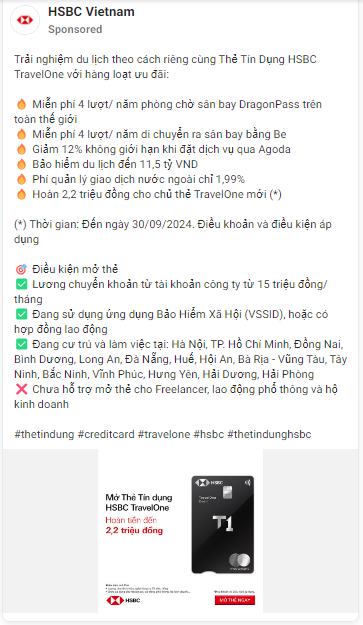 HSBC Vietnam
Sponsored
Trải nghiệm du lịch theo cách riêng cùng Thẻ Tín Dụng HSBC
TravelOne với hàng loạt ưu đãi:
🔥 Miễn phí 4 lượt/ năm phòng chờ sân bay DragonPass trên
toàn thế giới
🔥 Miễn phí 4 lượt/ năm di chuyển ra sân bay bằng Be
🔥 Giảm 12% không giới hạn khi đặt dịch vụ qua Agoda
🔥 Bảo hiểm du lịch đến 11,5 tỷ VND
🔥 Phí quản lý giao dịch nước ngoài chỉ 1,99%
🔥 Hoàn 2,2 triệu đồng cho chủ thẻ TravelOne mới (*)
(*) Thời gian: Đến ngày 30/09/2024. Điều khoản và điều kiện áp
dụng
🎯 Điều kiện mở thẻ
✅ Lương chuyển khoản từ tài khoản công ty từ 15 triệu đồng/
tháng
✅ Đang sử dụng ứng dụng Bảo Hiểm Xã Hội (VSSID), hoặc có
hợp đồng lao động
✅ Đang cư trú và làm việc tại: Hà Nội, TP. Hồ Chí Minh, Đồng Nai,
Bình Dương, Long An, Đà Nẵng, Huế, Hội An, Bà Rịa - Vũng Tàu, Tây
Ninh, Bắc Ninh, Vĩnh Phúc, Hưng Yên, Hải Dương, Hải Phòng
❌ Chưa hỗ trợ mở thẻ cho Freelancer, lao động phổ thông và hộ
kinh doanh
#thetindung #creditcard #travelone #hsbc #thetindunghsbc
Mở Thẻ Tín dụng
HSBC TravelOne
Hoàn tiền đến
2,2 triệu đồng
HSBC
TravelOne
T1
HSBC
MỞ THẺ NGAY